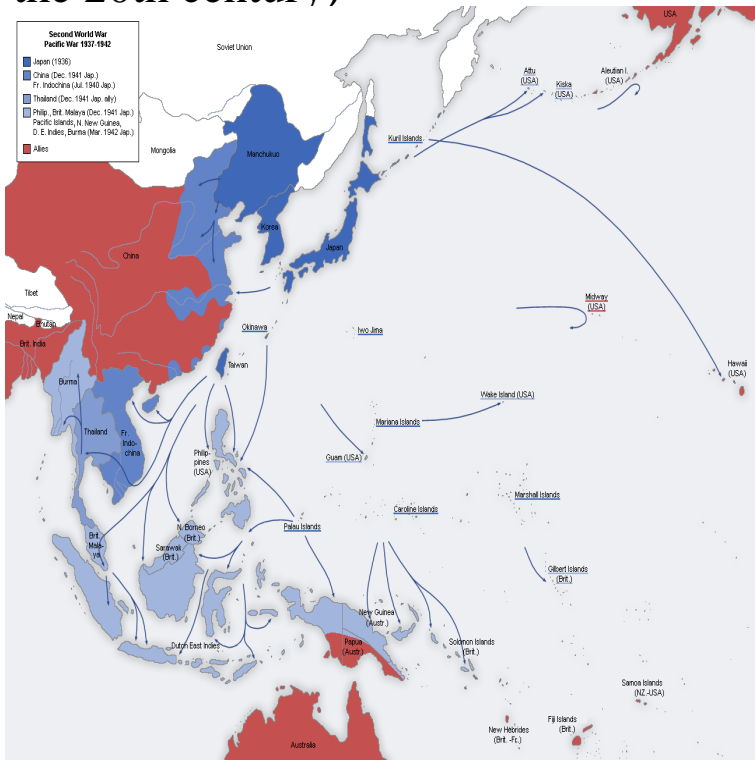 the 20th century)
Second World War
Pacific War 1937-1942
Japan (1936)
China (Dec. 1941 Jap.)
Fr. Indochina (Jul. 1940 Jap.)
Thailand (Dec. 1941 Jap. ally)
Philip., Brit. Malaya (Dec. 1941 Jap.)
Pacific Islands, N. New Guinea,
D. E. Indies, Burma (Mar. 1942 Jap.)
Allies
Soviet Union
USA
Attu
(USA)
Kiska
(USA)
Aleutian I.
(USA)
Kuril Islands
Mongolia
Manchukuo
Korea
Japan
China
Tibet
Nepal
Bhutan
Brit. India
Midway
(USA)
Okinawa
Iwo Jima
Taiwan
Hawaii
(USA)
Burma
Wake Island (USA)
Thailand
Fr.
Indo-
china
Mariana Islands
Philip-
pines
(USA)
Guam (USA)
Marshall Islands
Caroline Islands
Palau Islands
N. Borneo
(Brit.)
Brit.
Mala-
ya
Sarawak
(Brit.)
Gilbert Islands
(Brit.)
New Guinea
(Austr.)
Dutch East Indies
Papua
(Austr.)
Solomon Islands
(Brit.)
Samoa Islands
(NZ.-USA)
New Hebrides
(Brit. -Fr.)
Fiji Islands
(Brit.)
Australia